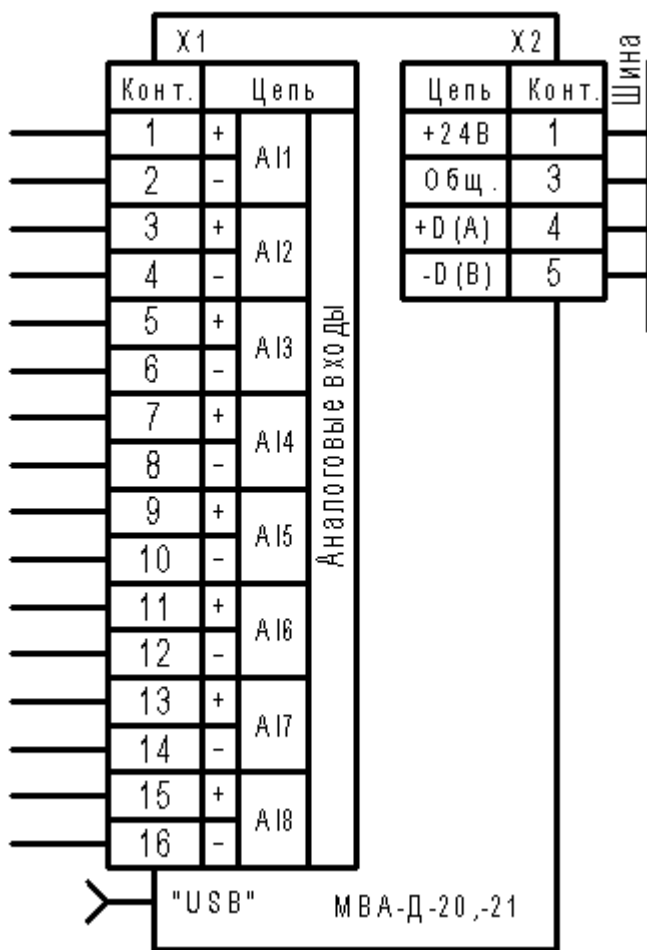 X1 X2
Конт. Цепь Цепь Конт. Шина
1 + AI1 +24В 1
2 - Общ. 3
3 + AI2 +D(A) 4
4 - -D(B) 5
5 + AI3
6 -
7 + AI4
8 -
9 + AI5
10 -
11 + AI6
12 -
13 + AI7
14 -
15 + AI8
16 -
Аналоговые входы
"USB" МВА-Д-20,-21